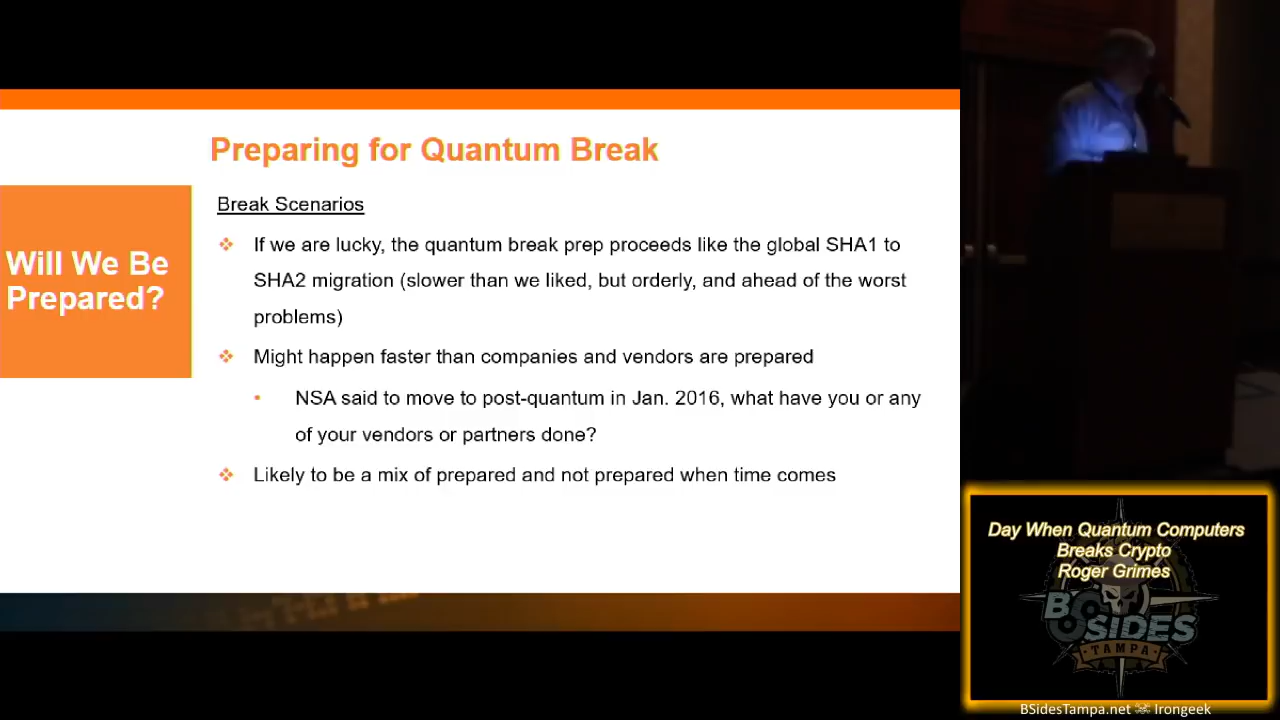 Preparing for Quantum Break
Will We Be
Prepared?
Break Scenarios
If we are lucky, the quantum break prep proceeds like the global SHA1 to
SHA2 migration (slower than we liked, but orderly, and ahead of the worst
problems)
Might happen faster than companies and vendors are prepared
NSA said to move to post-quantum in Jan. 2016, what have you or any
of your vendors or partners done?
Likely to be a mix of prepared and not prepared when time comes
Day When Quantum Computers
Breaks Crypto
Roger Grimes
BSIDES
TAMPA
BSidesTampa.net ☠ Irongeek